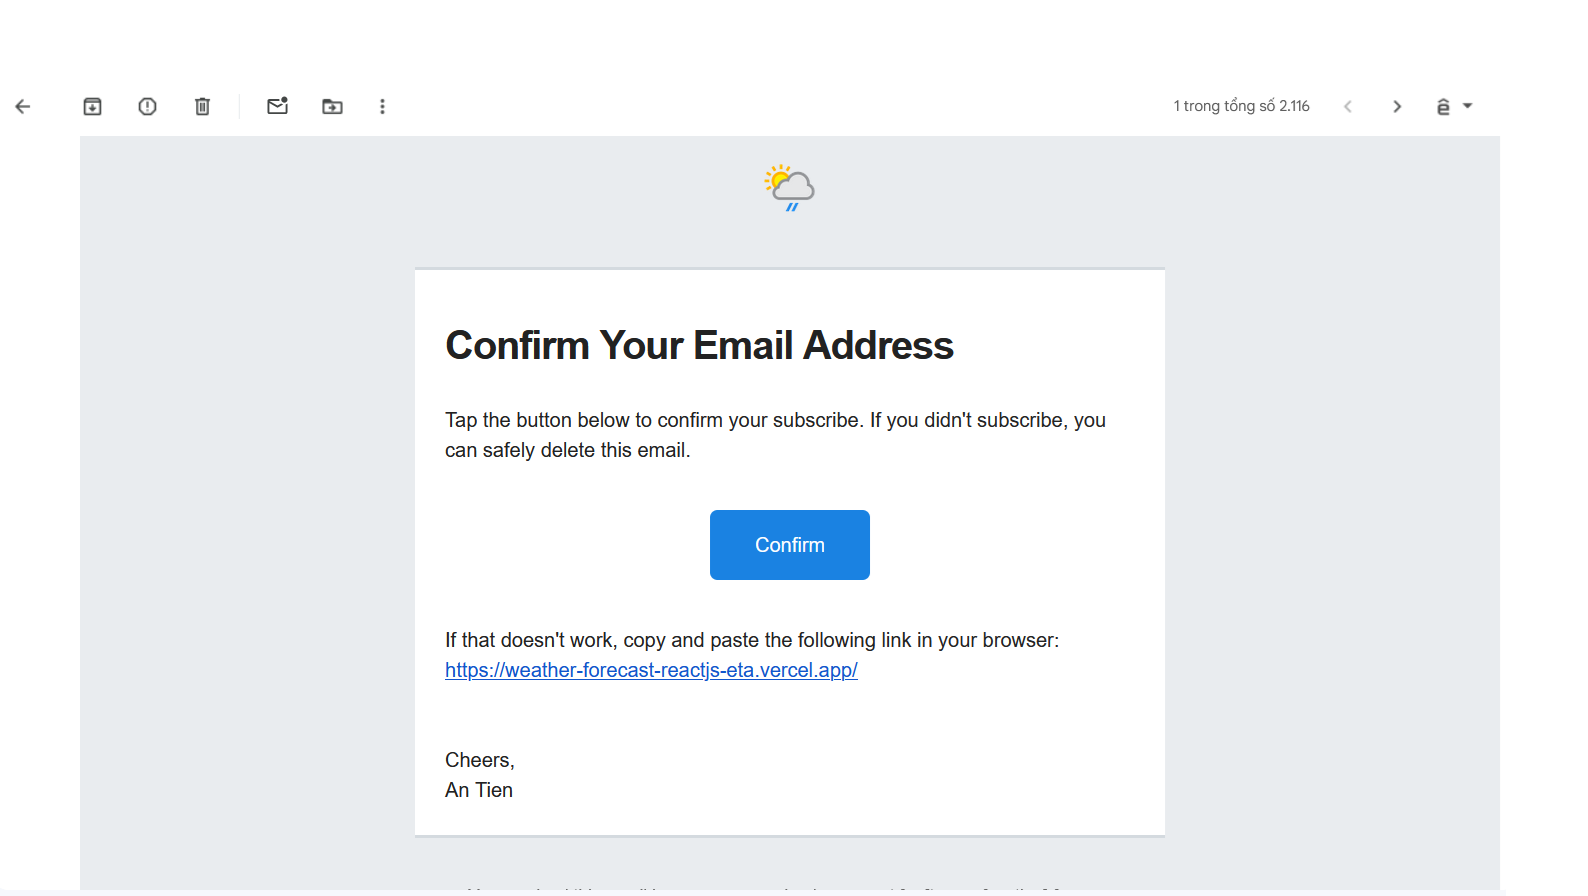 1 trong tổng số 2.116
Confirm Your Email Address
Tap the button below to confirm your subscribe. If you didn't subscribe, you
can safely delete this email.
Confirm
If that doesn't work, copy and paste the following link in your browser:
https://weather-forecast-reactjs-eta.vercel.app/
Cheers,
An Tien